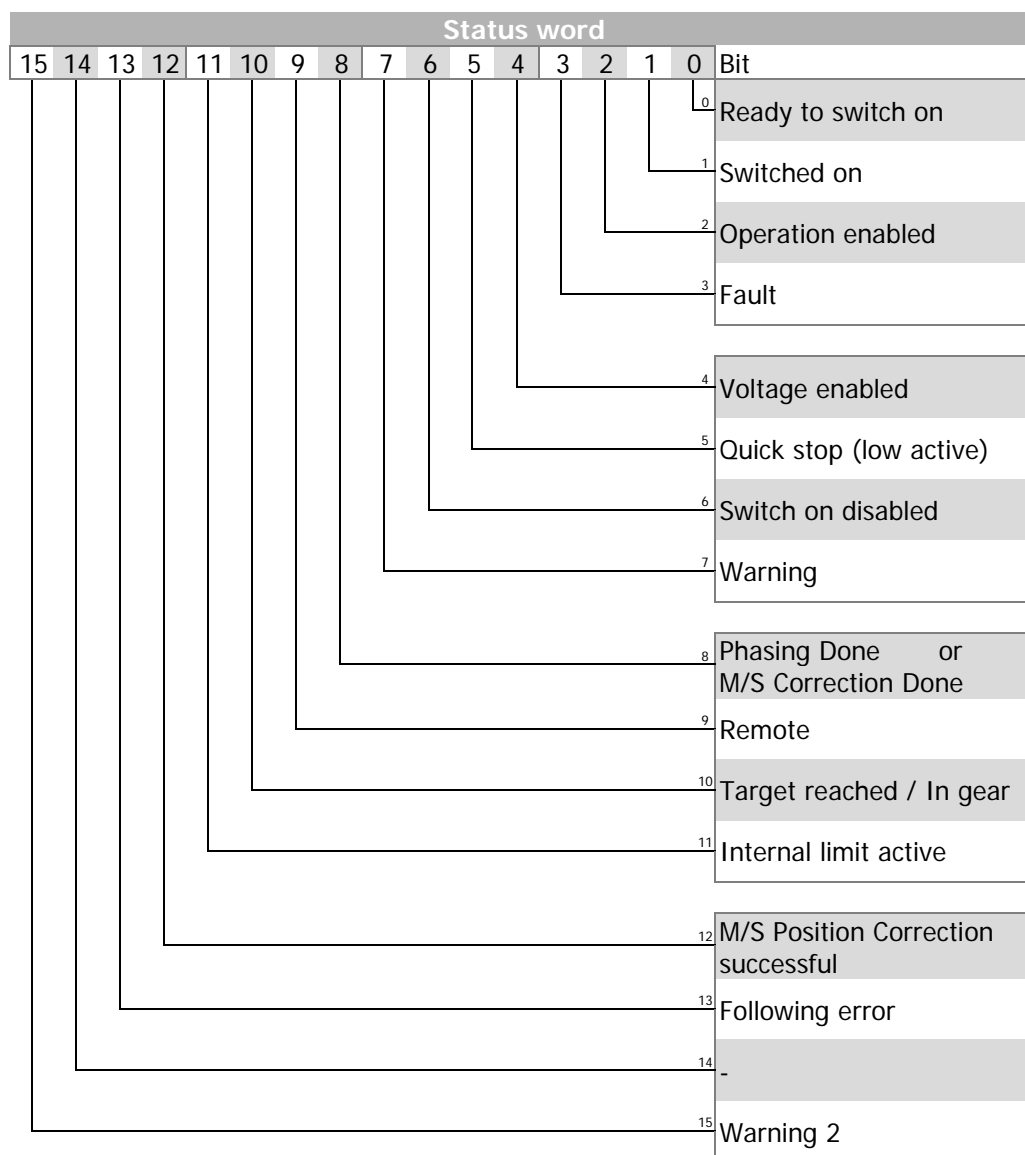 Status word
15 14 13 12 11 10 9 8 7 6 5 4 3 2 1 0 Bit
0 Ready to switch on
1 Switched on
2 Operation enabled
3 Fault
4 Voltage enabled
5 Quick stop (low active)
6 Switch on disabled
7 Warning
8 Phasing Done or
M/S Correction Done
9 Remote
10 Target reached / In gear
11 Internal limit active
12 M/S Position Correction
successful
13 Following error
14 -
15 Warning 2